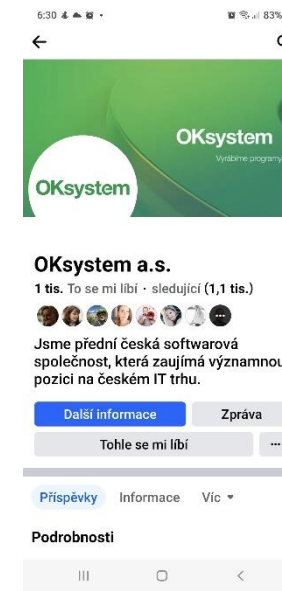 6:30
83%
OKsystem
Vyrábíme programy
OKsystem
OKsystem a.s.
1 tis. To se mi líbí • sledující (1,1 tis.)
Jsme přední česká softwarová
společnost, která zaujímá významnou
pozici na českém IT trhu.
Další informace
Zpráva
Tohle se mi líbí
Příspěvky Informace Víc
Podrobnosti